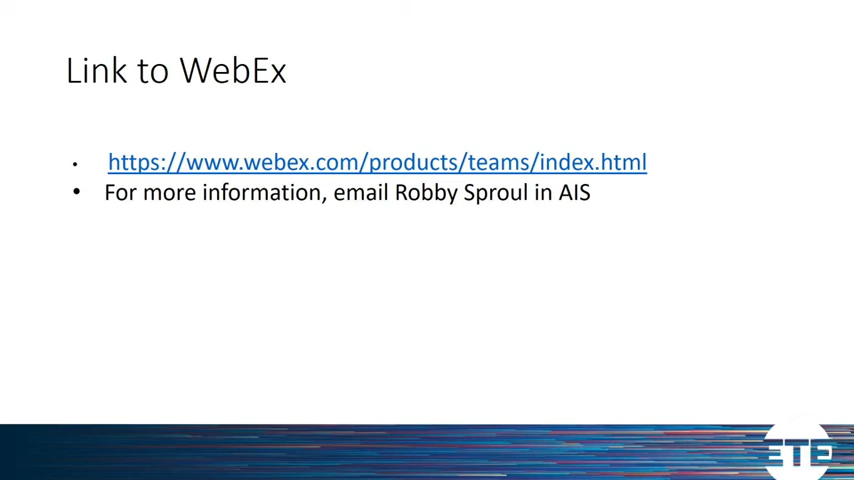 Link to WebEx
• https://www.webex.com/products/teams/index.html
• For more information, email Robby Sproul in AIS
ETE